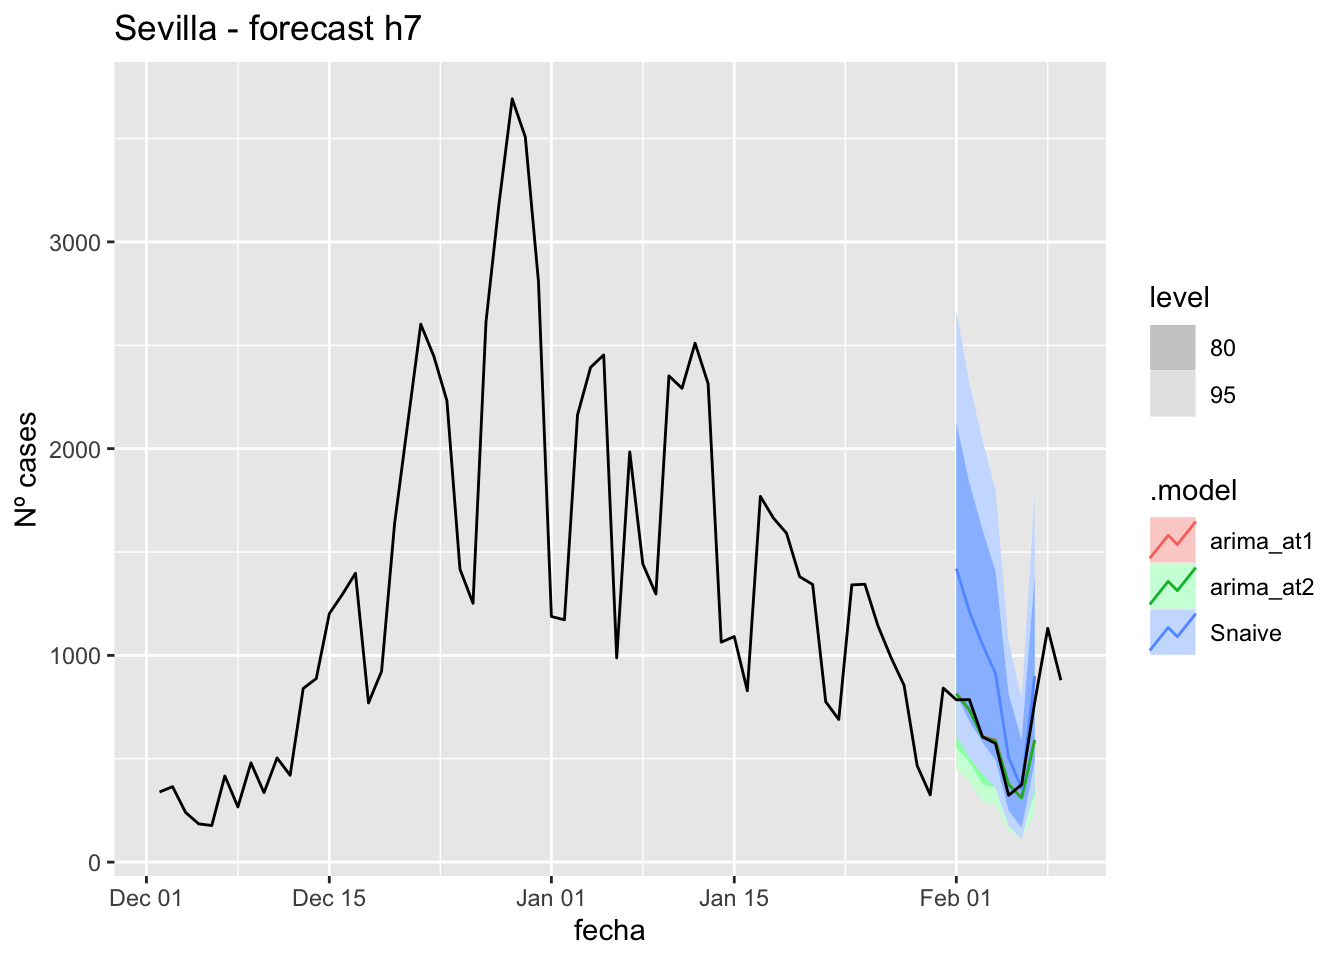 Sevilla - forecast h7
Nº cases
3000
2000
1000
0
Dec 01
Dec 15
Jan 01
Jan 15
Feb 01
fecha
level
80
95
.model
arima_at1
arima_at2
Snaive